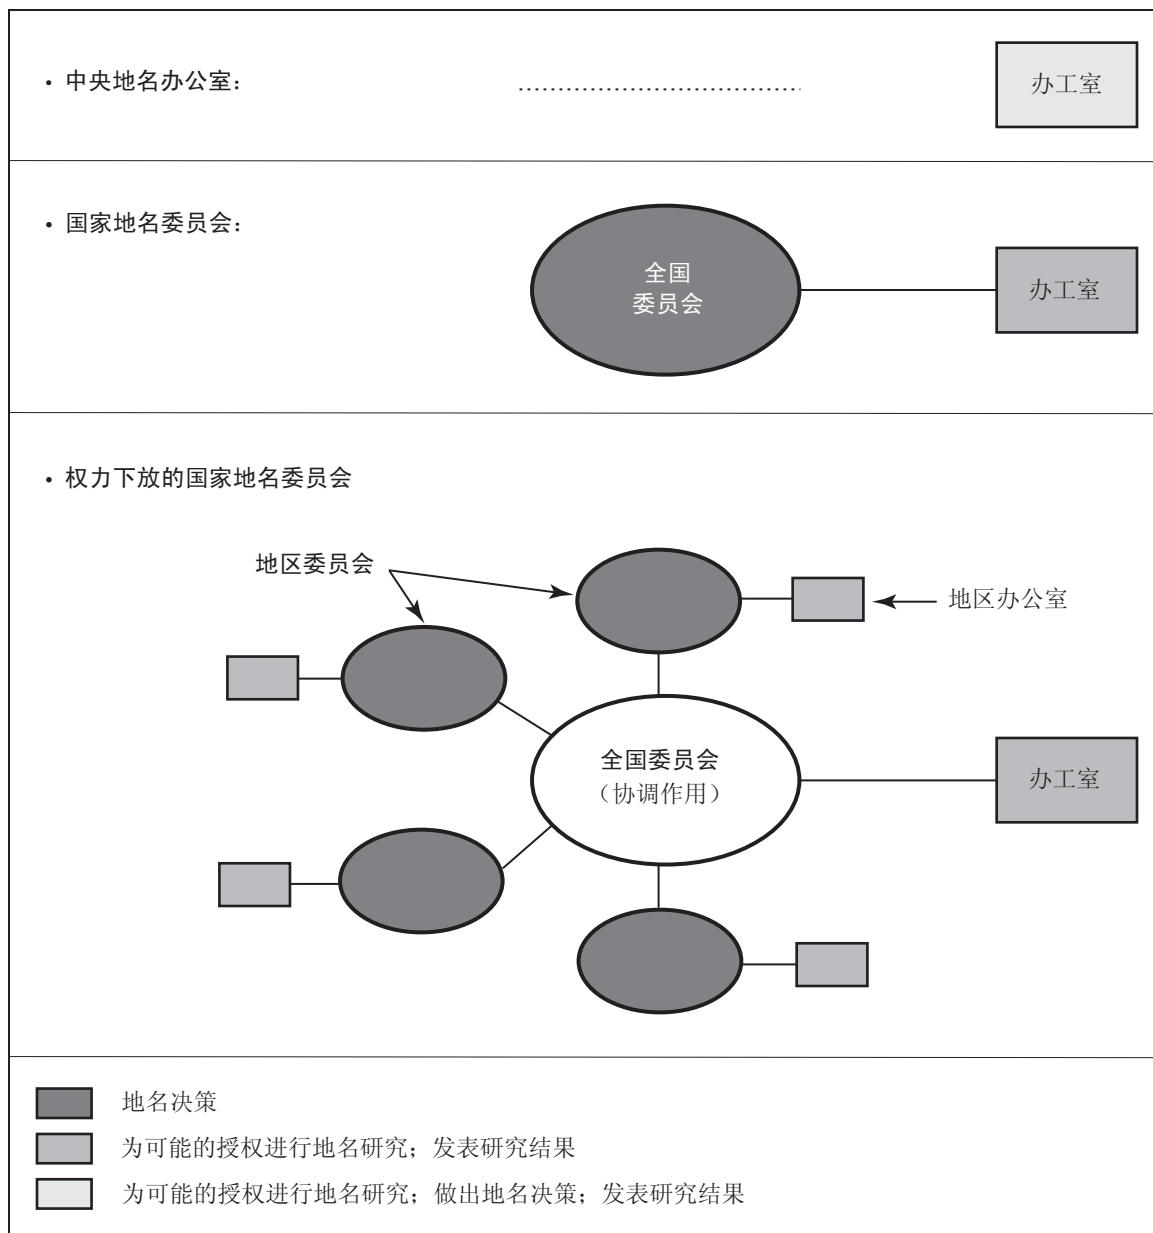 • 中央地名办公室：
办工室
• 国家地名委员会：
全国
委员会
办工室
• 权力下放的国家地名委员会
地区委员会
地区办公室
全国委员会
（协调作用）
办工室
地名决策
为可能的授权进行地名研究；发表研究结果
为可能的授权进行地名研究；做出地名决策；发表研究结果